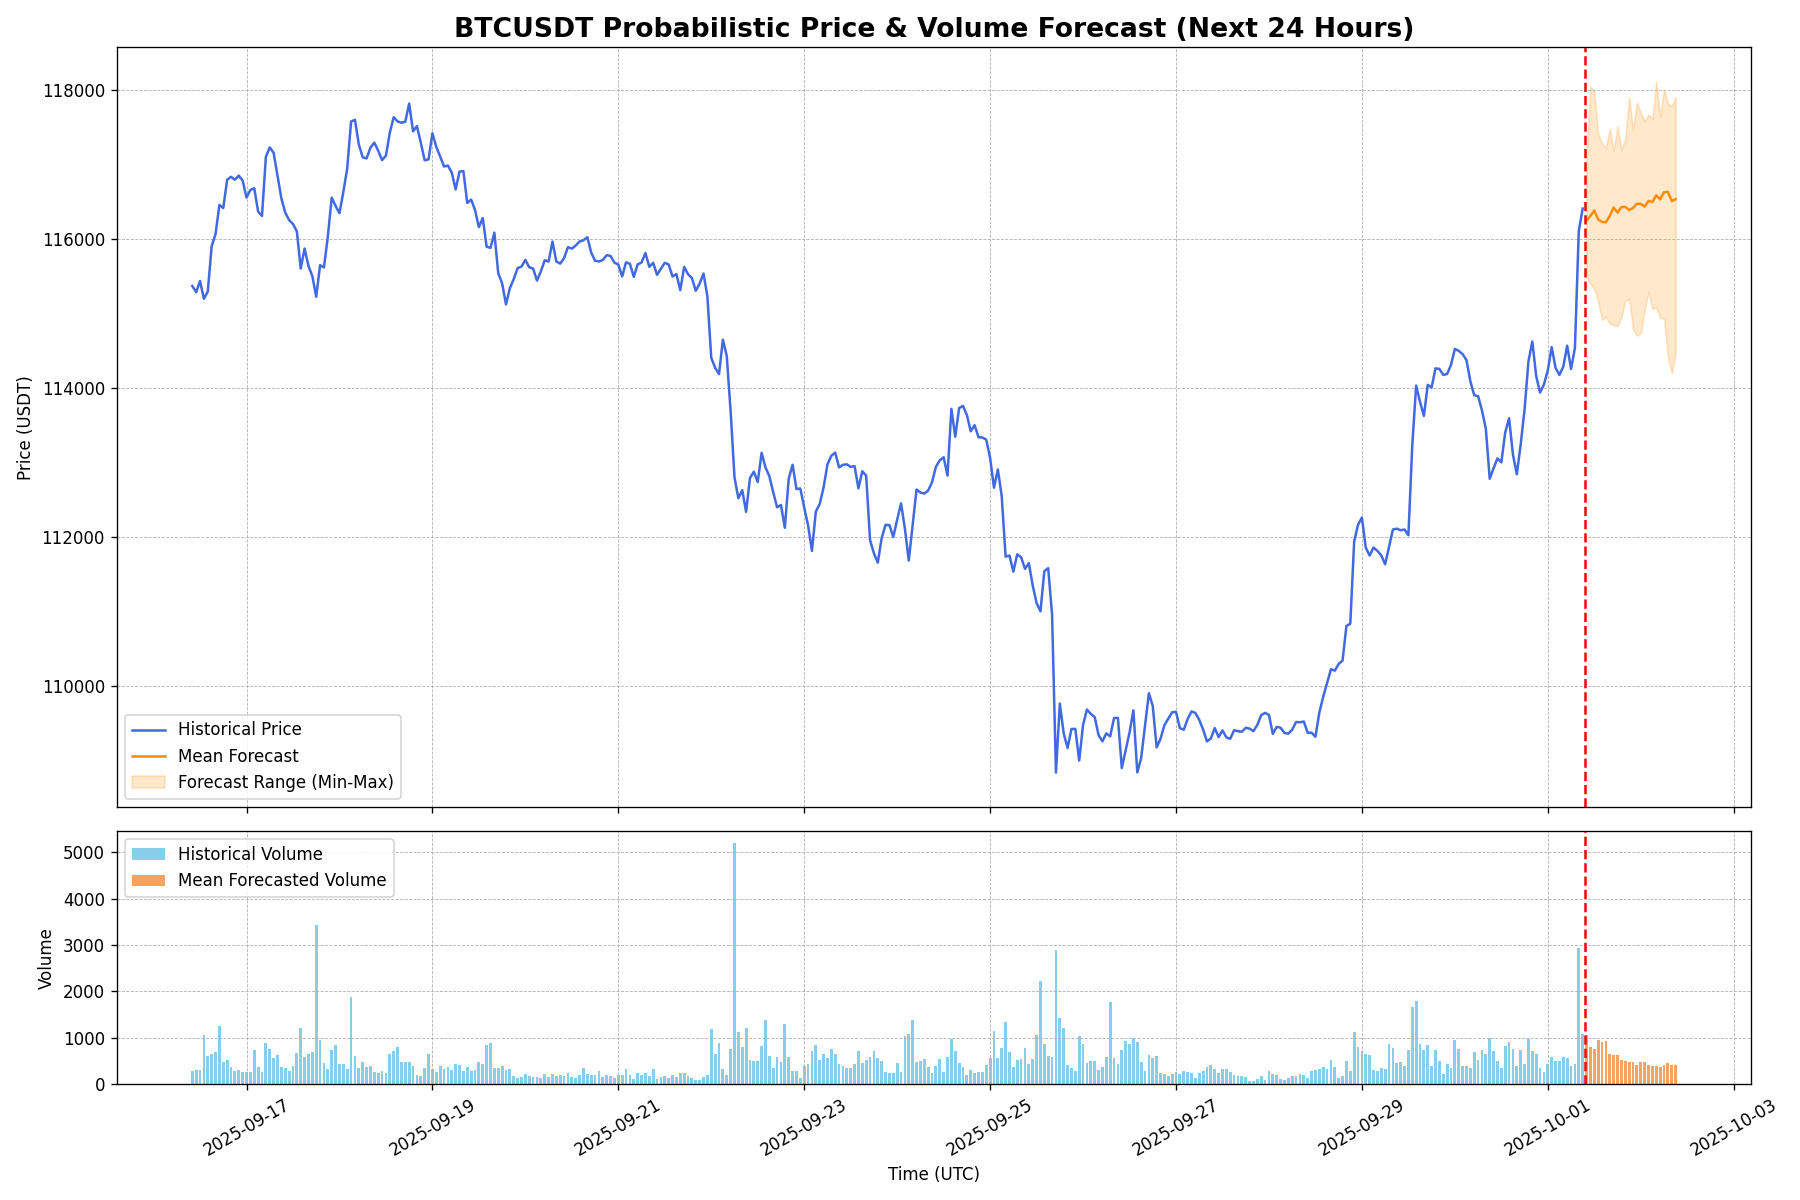 BTCUSDT Probabilistic Price & Volume Forecast (Next 24 Hours)
118000
116000
114000
112000
110000
Price (USDT)
Historical Price
Mean Forecast
Forecast Range (Min-Max)
Historical Volume
Mean Forecasted Volume
5000
4000
3000
2000
1000
0
Volume
2025-09-17
2025-09-19
2025-09-21
2025-09-23
2025-09-25
2025-09-27
2025-09-29
2025-10-01
2025-10-03
Time (UTC)